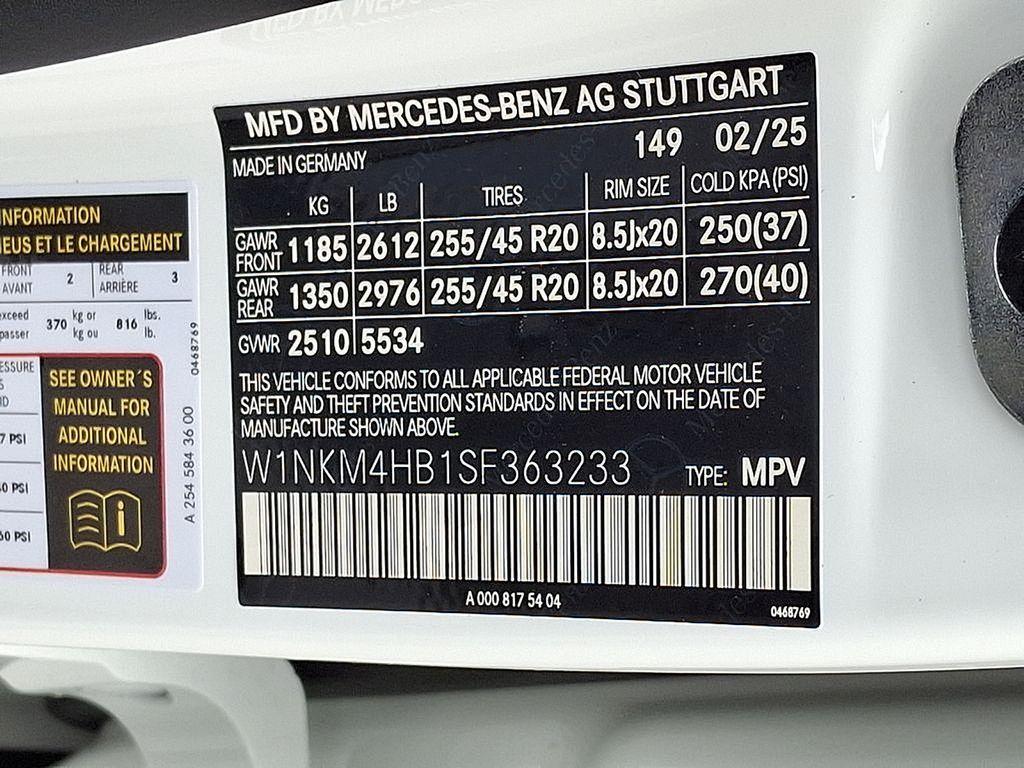 MFD BY MERCEDES-BENZ AG STUTTGART
MADE IN GERMANY 149 02/25
KG LB TIRES RIM SIZE COLD KPA (PSI)
GAWR FRONT 1185 2612 255/45 R20 8.5Jx20 250(37)
GAWR REAR 1350 2976 255/45 R20 8.5Jx20 270(40)
GVWR 2510 5534
THIS VEHICLE CONFORMS TO ALL APPLICABLE FEDERAL MOTOR VEHICLE
SAFETY AND THEFT PREVENTION STANDARDS IN EFFECT ON THE DATE OF
MANUFACTURE SHOWN ABOVE.
W1NKM4HB1SF363233 TYPE: MPV
A 000 817 54 04
0468769
INFORMATION
EUS ET LE CHARGEMENT
FRONT AVANT 2 REAR ARRIÈRE 3
370 kg or kg ou 816 lbs. lb.
SEE OWNER´S
MANUAL FOR
ADDITIONAL
INFORMATION
7 PSI
60 PSI
0468769
A 254 584 36 00